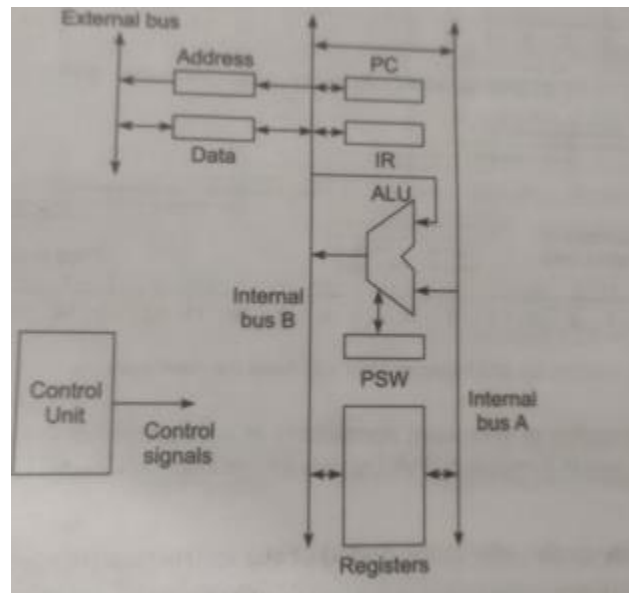 External bus
Address
PC
Data
IR
ALU
Internal
bus B
PSW
Control
Unit
Control
signals
Internal
bus A
Registers